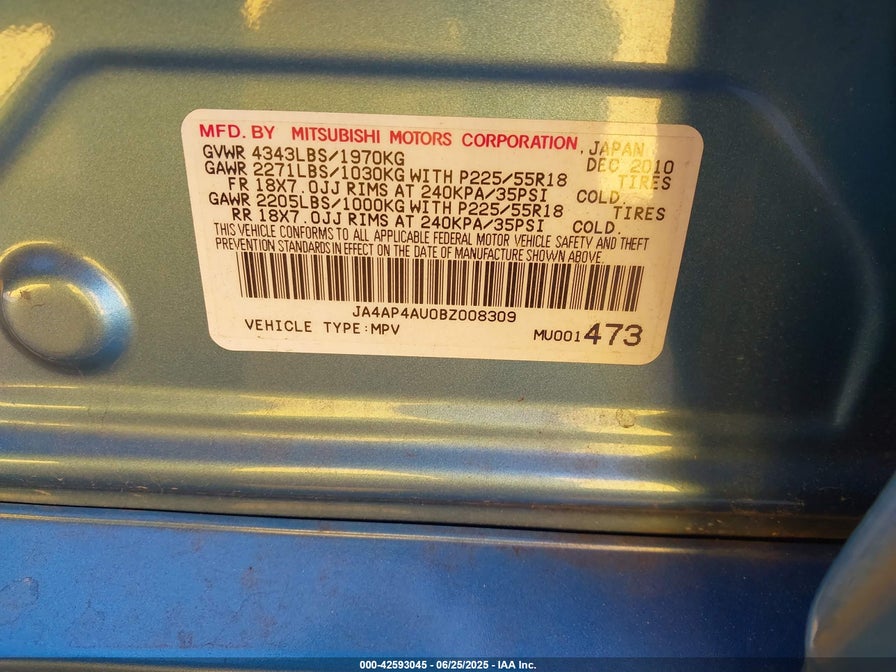 MFD. BY MITSUBISHI MOTORS CORPORATION, JAPAN
GVWR 4343LBS/1970KG DEC 2010
GAWR 2271LBS/1030KG WITH P225/55R18 TIRES
FR 18X7.0JJ RIMS AT 240KPA/35PSI COLD.
GAWR 2205LBS/1000KG WITH P225/55R18 TIRES
RR 18X7.0JJ RIMS AT 240KPA/35PSI COLD.
THIS VEHICLE CONFORMS TO ALL APPLICABLE FEDERAL MOTOR VEHICLE SAFETY AND THEFT
PREVENTION STANDARDS IN EFFECT ON THE DATE OF MANUFACTURE SHOWN ABOVE.
JA4AP4AU0BZ008309
VEHICLE TYPE:MPV MU001473
000-42593045 - 06/25/2025 - IAA Inc.